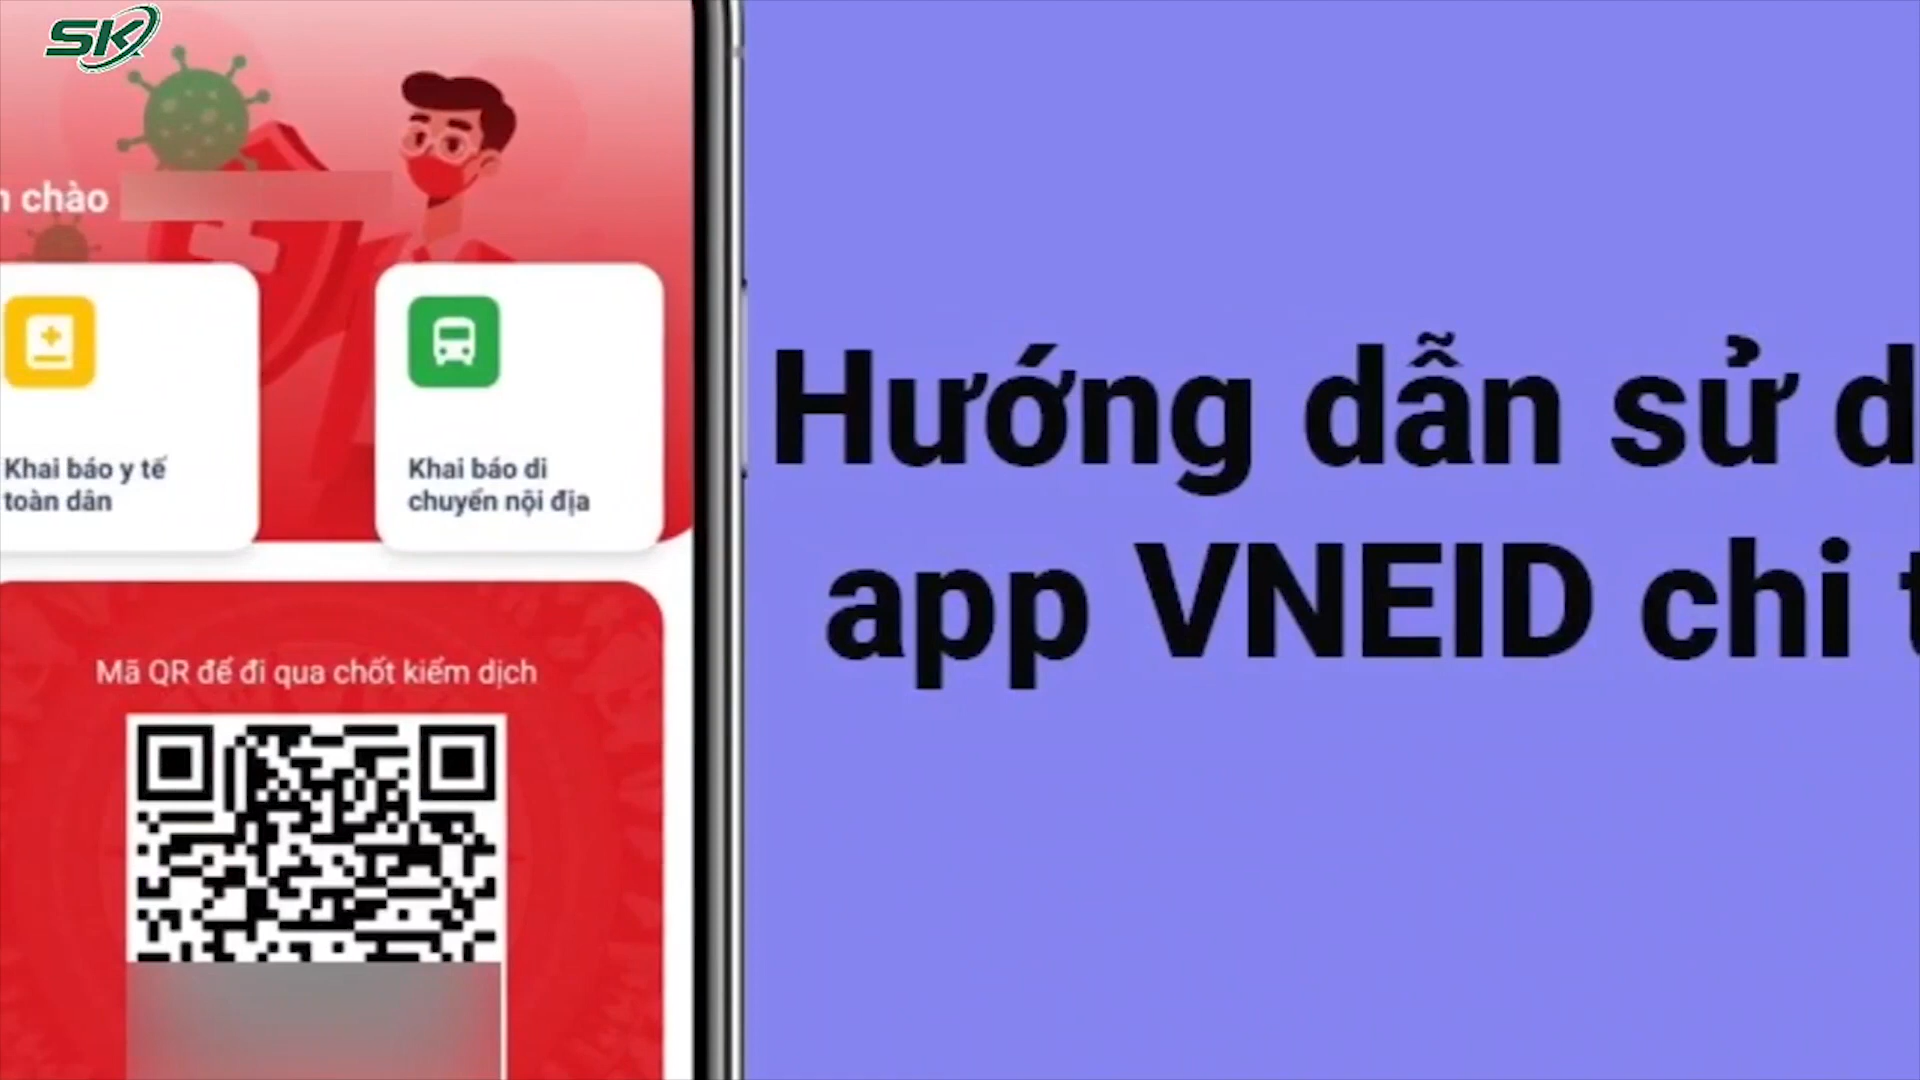 SK
chào
Khai báo y tế
toàn dân
Khai báo di
chuyển nội địa
Mã QR để đi qua chốt kiểm dịch
Hướng dẫn sử
app VNEID chi